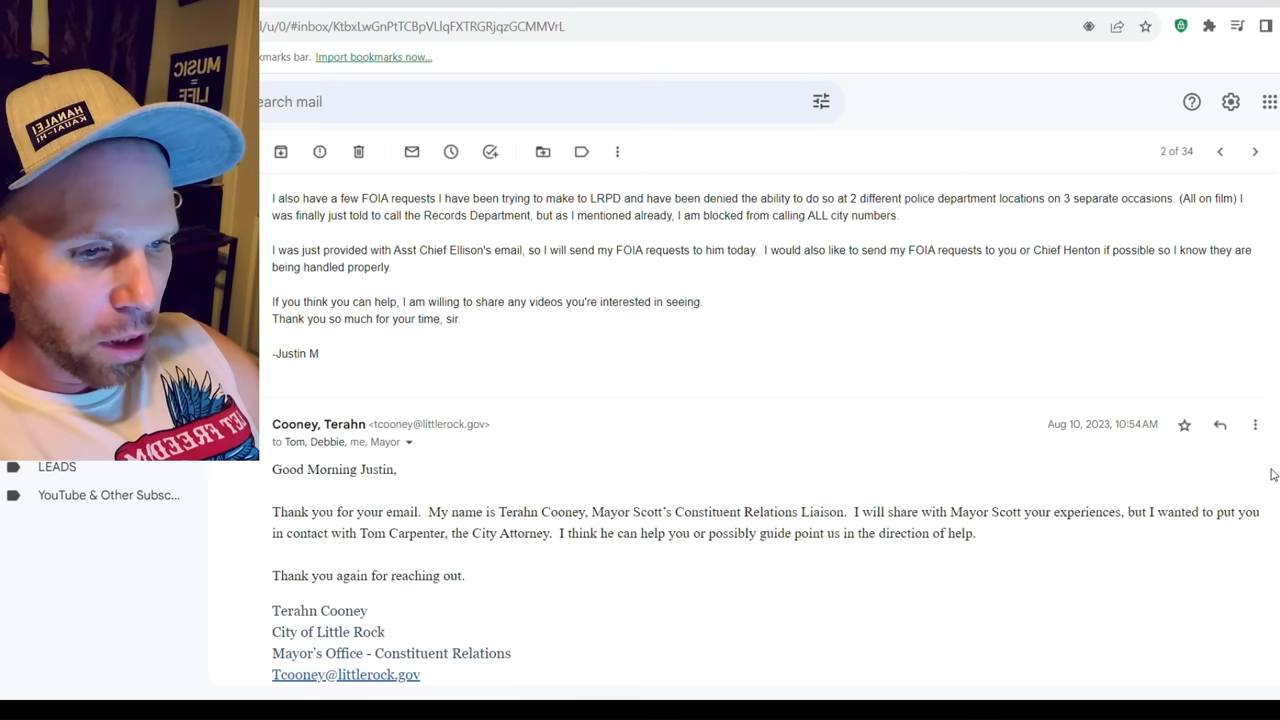 l/u/0/#inbox/KtbxLwGnPtTCBpVLlqFXTRGRjqzGCMMVrL
kmarks bar. Import bookmarks now...
MUSIC
=
LIFE
earch mail
HANALEI
KAUAI-HI
2 of 34
I also have a few FOIA requests I have been trying to make to LRPD and have been denied the ability to do so at 2 different police department locations on 3 separate occasions. (All on film) I
was finally just told to call the Records Department, but as I mentioned already, I am blocked from calling ALL city numbers.
I was just provided with Asst Chief Ellison's email, so I will send my FOIA requests to him today.  I would also like to send my FOIA requests to you or Chief Henton if possible so I know they are
being handled properly.
If you think you can help, I am willing to share any videos you're interested in seeing.
Thank you so much for your time, sir.
-Justin M
ET FREEDM
Cooney, Terahn <tcooney@littlerock.gov>
Aug 10, 2023, 10:54AM
to Tom, Debbie, me, Mayor
LEADS
YouTube & Other Subsc...
Good Morning Justin,
Thank you for your email.  My name is Terahn Cooney, Mayor Scott’s Constituent Relations Liaison.  I will share with Mayor Scott your experiences, but I wanted to put you
in contact with Tom Carpenter, the City Attorney.  I think he can help you or possibly guide point us in the direction of help.
Thank you again for reaching out.
Terahn Cooney
City of Little Rock
Mayor’s Office - Constituent Relations
Tcooney@littlerock.gov